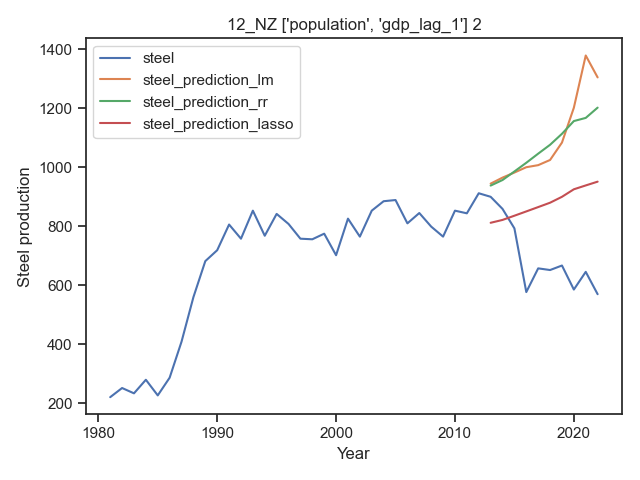 12_NZ ['population', 'gdp_lag_1'] 2
steel
steel_prediction_lm
steel_prediction_rr
steel_prediction_lasso
Steel production
1400
1200
1000
800
600
400
200
1980
1990
2000
2010
2020
Year